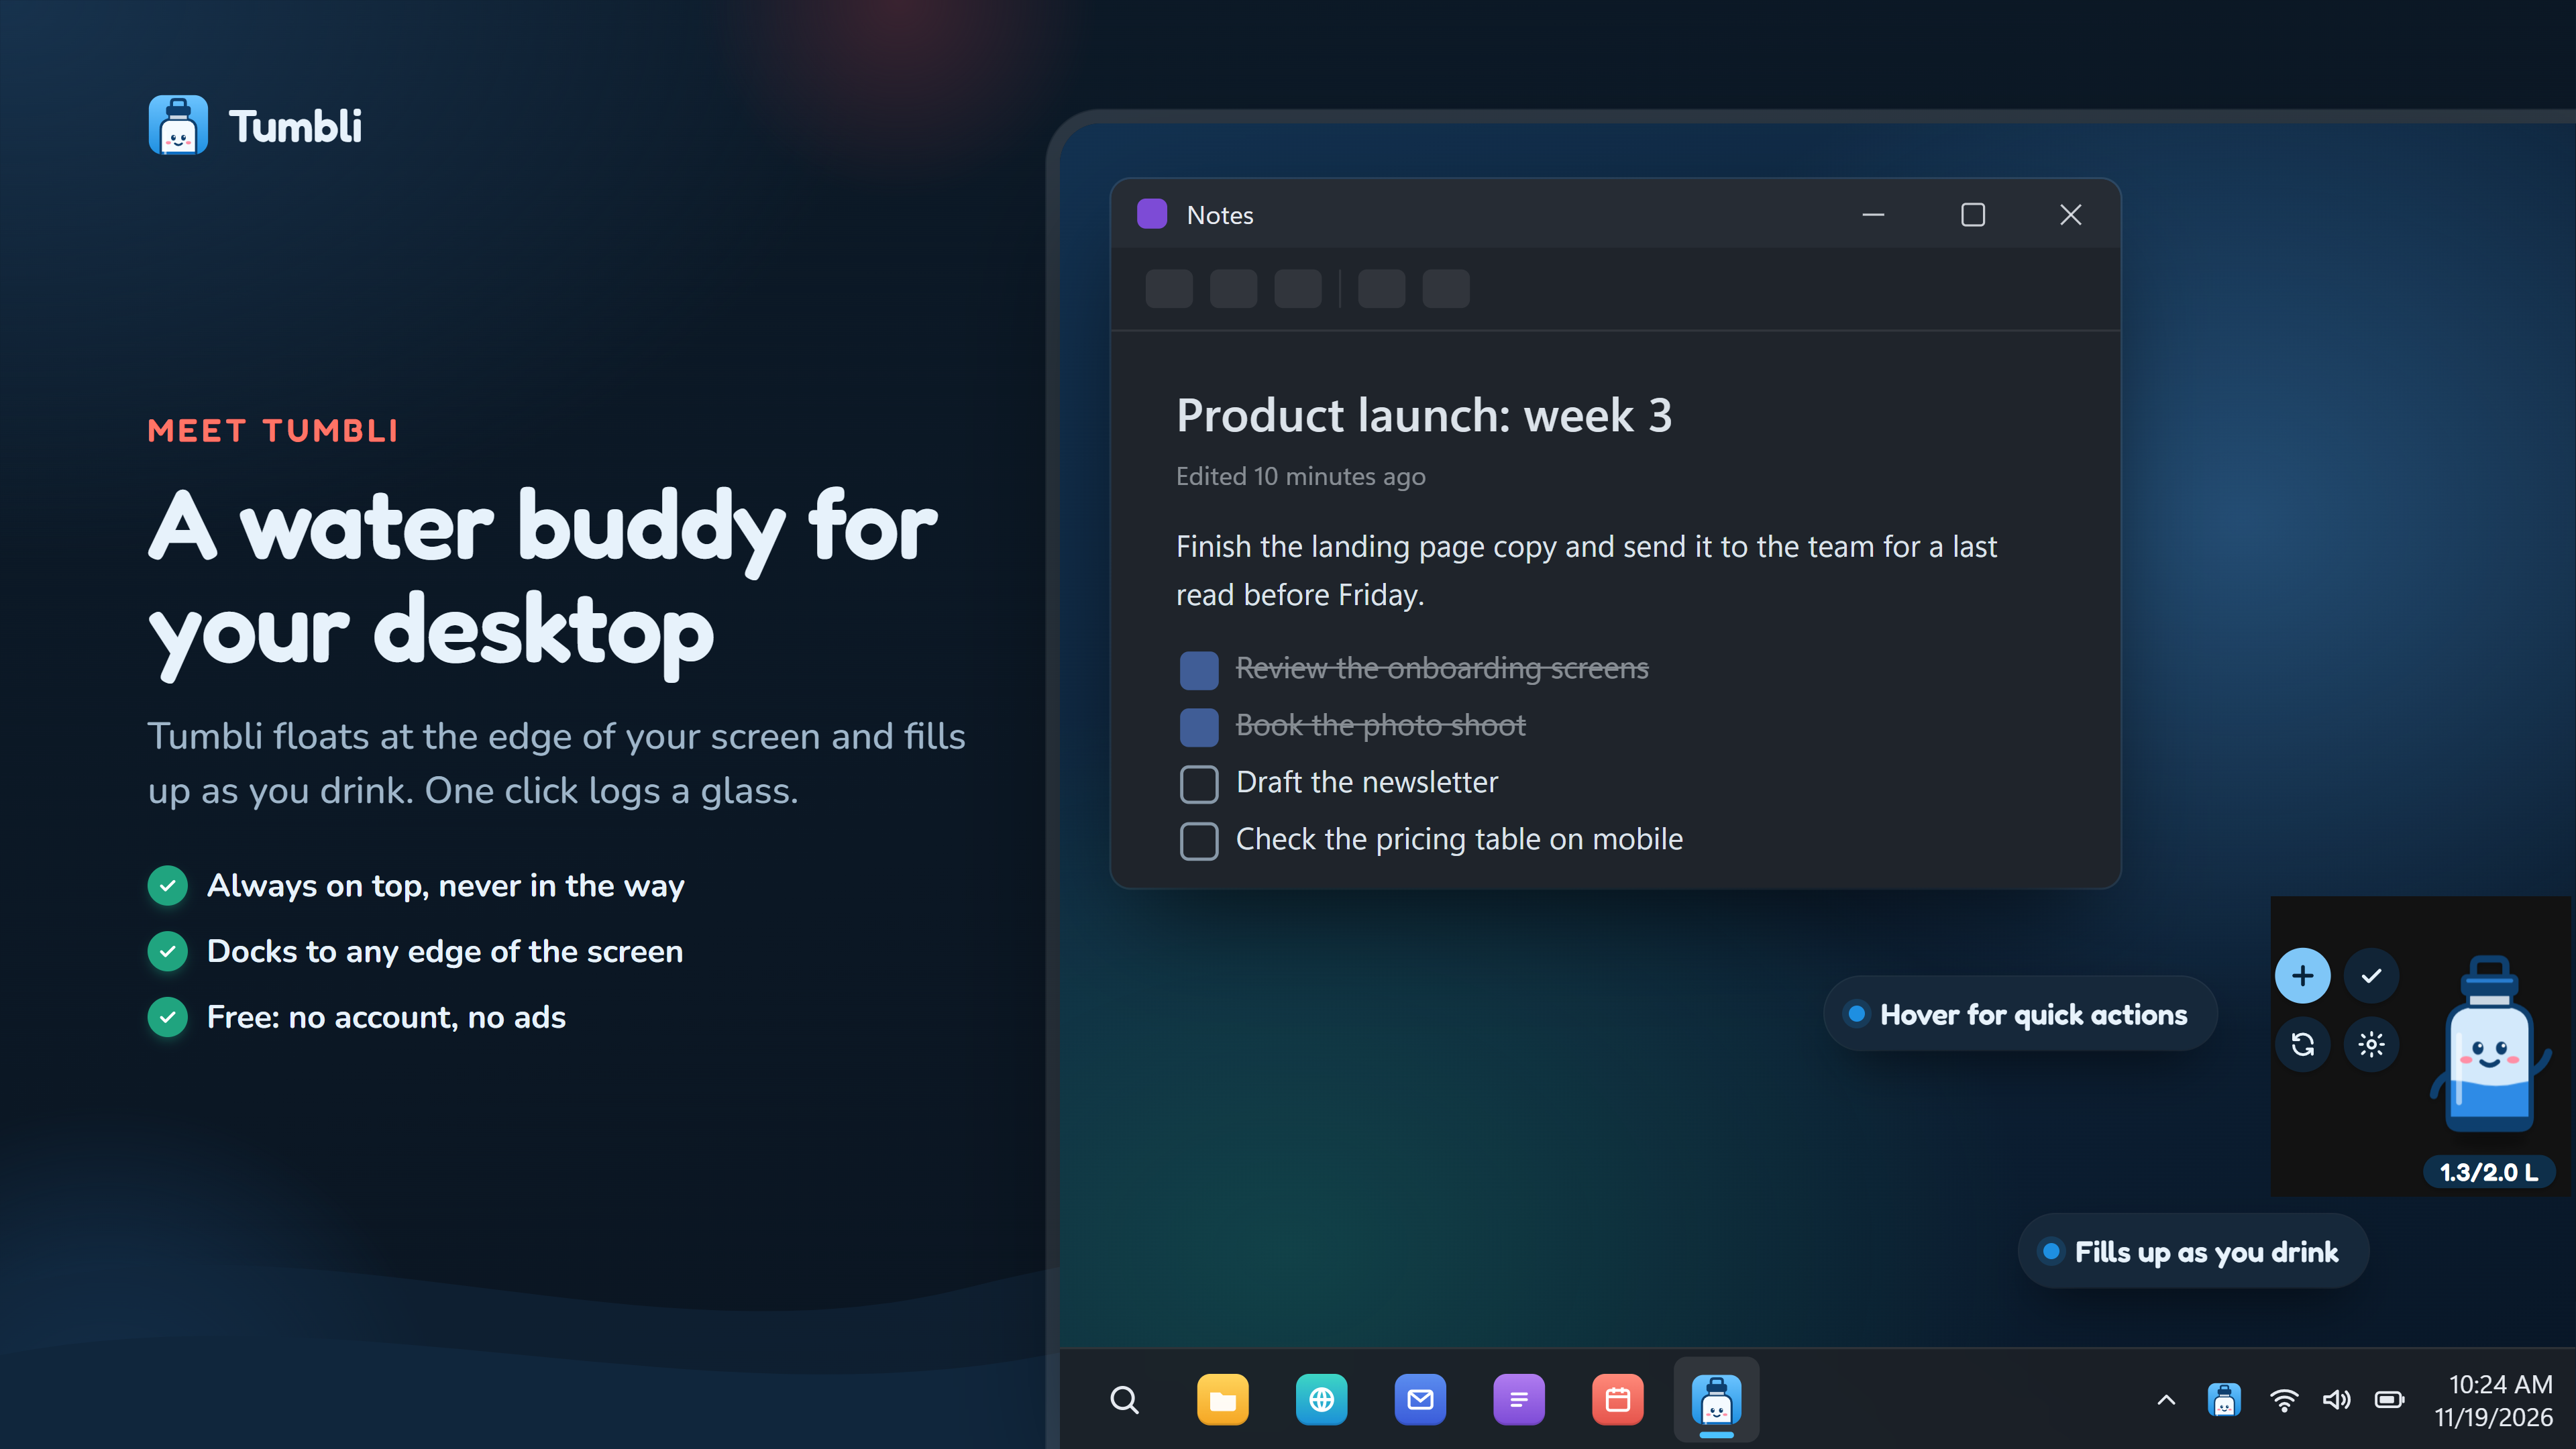 Tumbli
MEET TUMBLI
A water buddy for
your desktop
Tumbli floats at the edge of your screen and fills
up as you drink. One click logs a glass.
Always on top, never in the way
Docks to any edge of the screen
Free: no account, no ads
Notes
Product launch: week 3
Edited 10 minutes ago
Finish the landing page copy and send it to the team for a last
read before Friday.
Review the onboarding screens
Book the photo shoot
Draft the newsletter
Check the pricing table on mobile
Hover for quick actions
1.3/2.0 L
Fills up as you drink
10:24 AM
11/19/2026